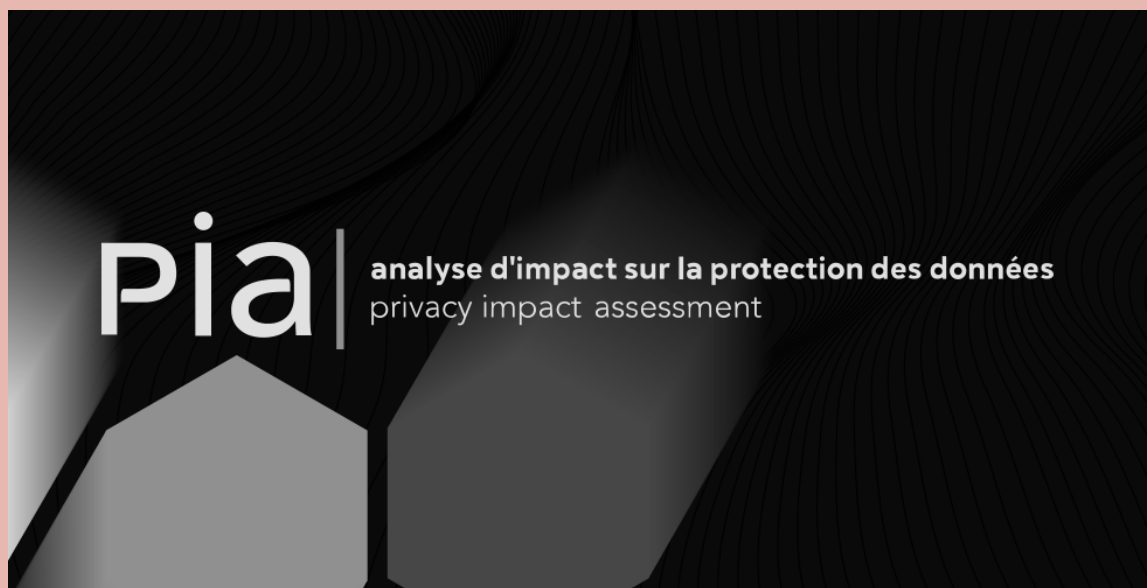 Pia
analyse d'impact sur la protection des données
privacy impact assessment